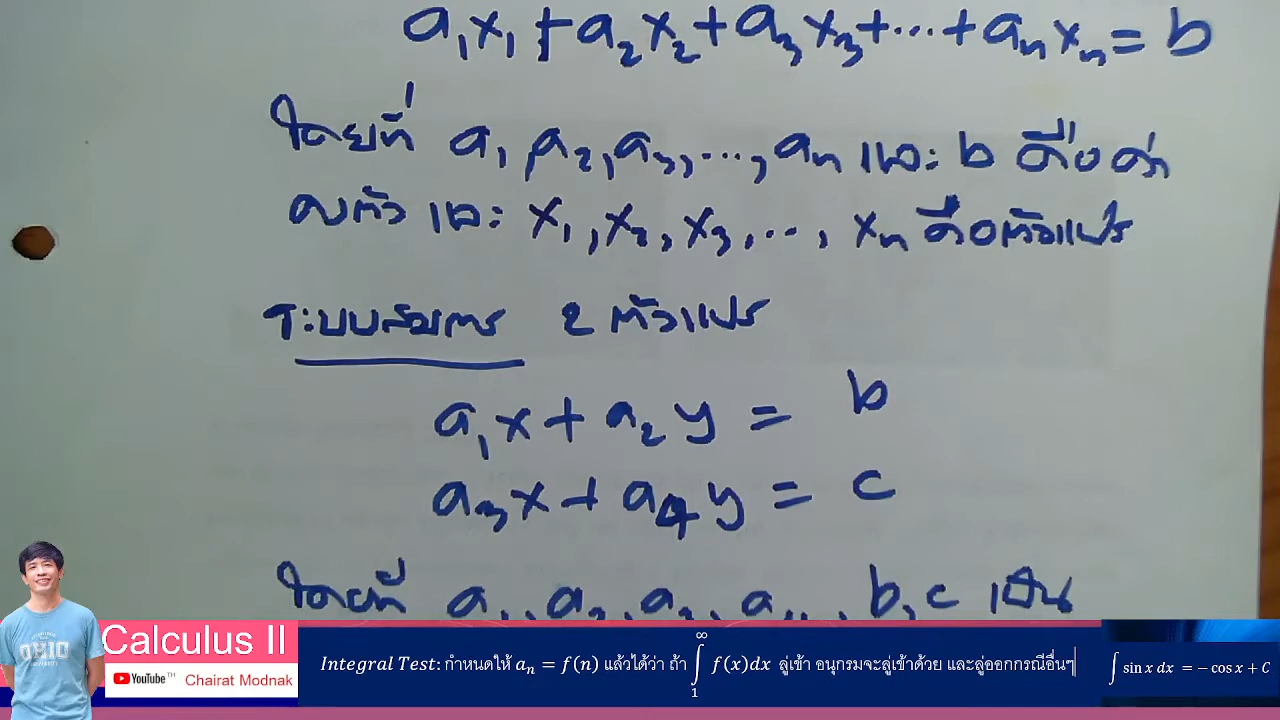 a₁x₁ + a₂x₂ + a₃x₃ + ... + aₙxₙ = b
โดยที่ a₁, a₂, a₃, ..., aₙ และ b คือค่า
คงตัว และ x₁, x₂, x₃, ..., xₙ คือตัวแปร
ระบบสมการ 2 ตัวแปร
a₁x + a₂y = b
a₃x + a₄y = c
โดยที่ a₁, a₂, a₃, a₄, b, c เป็น
OHIO
Calculus II
YouTube TH Chairat Modnak
Integral Test: กำหนดให้ aₙ = f(n) แล้วได้ว่า ถ้า ∫₁^∞ f(x)dx ลู่เข้า อนุกรมจะลู่เข้าด้วย และลู่ออกกรณีอื่นๆ
∫ sin x dx = − cos x + C